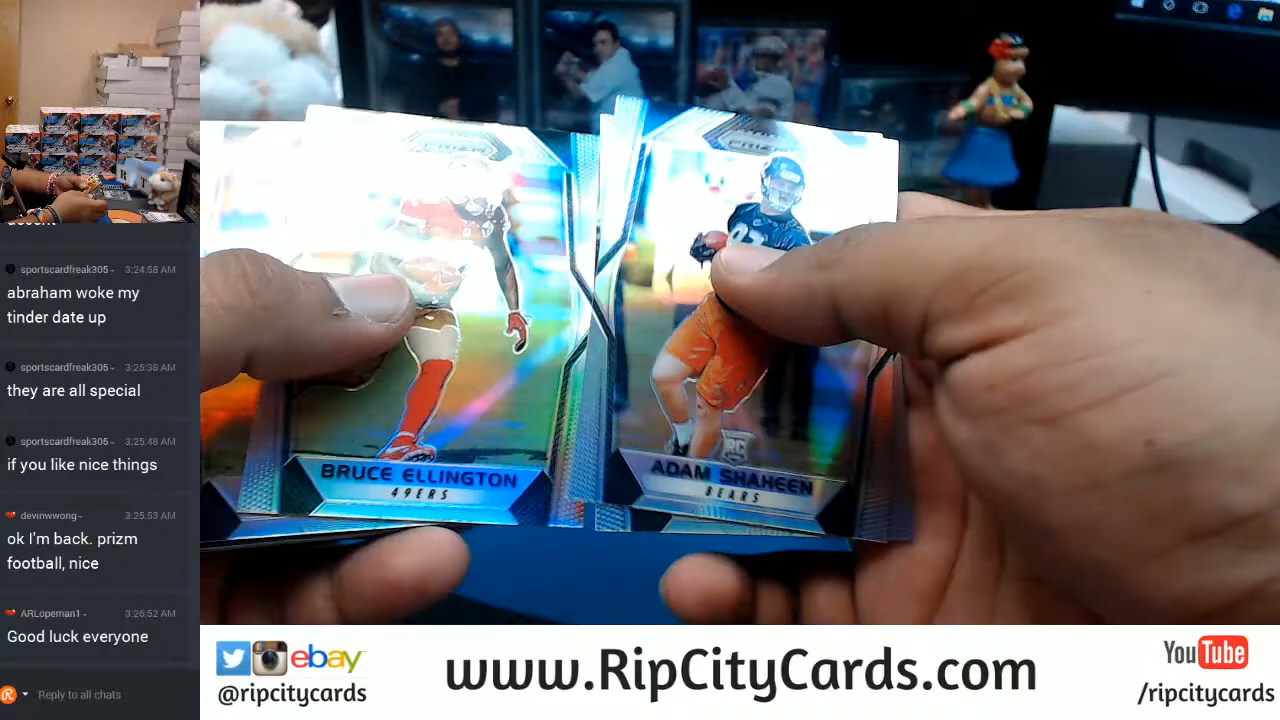 sportscardfreak305 - 3:24:58 AM
abraham woke my
tinder date up
sportscardfreak305 - 3:25:38 AM
they are all special
sportscardfreak305 - 3:25:48 AM
if you like nice things
devinwwong - 3:25:53 AM
ok I'm back. prizm
football, nice
ARLopeman1 - 3:26:52 AM
Good luck everyone
Reply to all chats
PRIZM
BRUCE ELLINGTON
49ERS
PRIZM
RC
ADAM SHAHEEN
BEARS
ebay
@ripcitycards
www.RipCityCards.com
YouTube
/ripcitycards